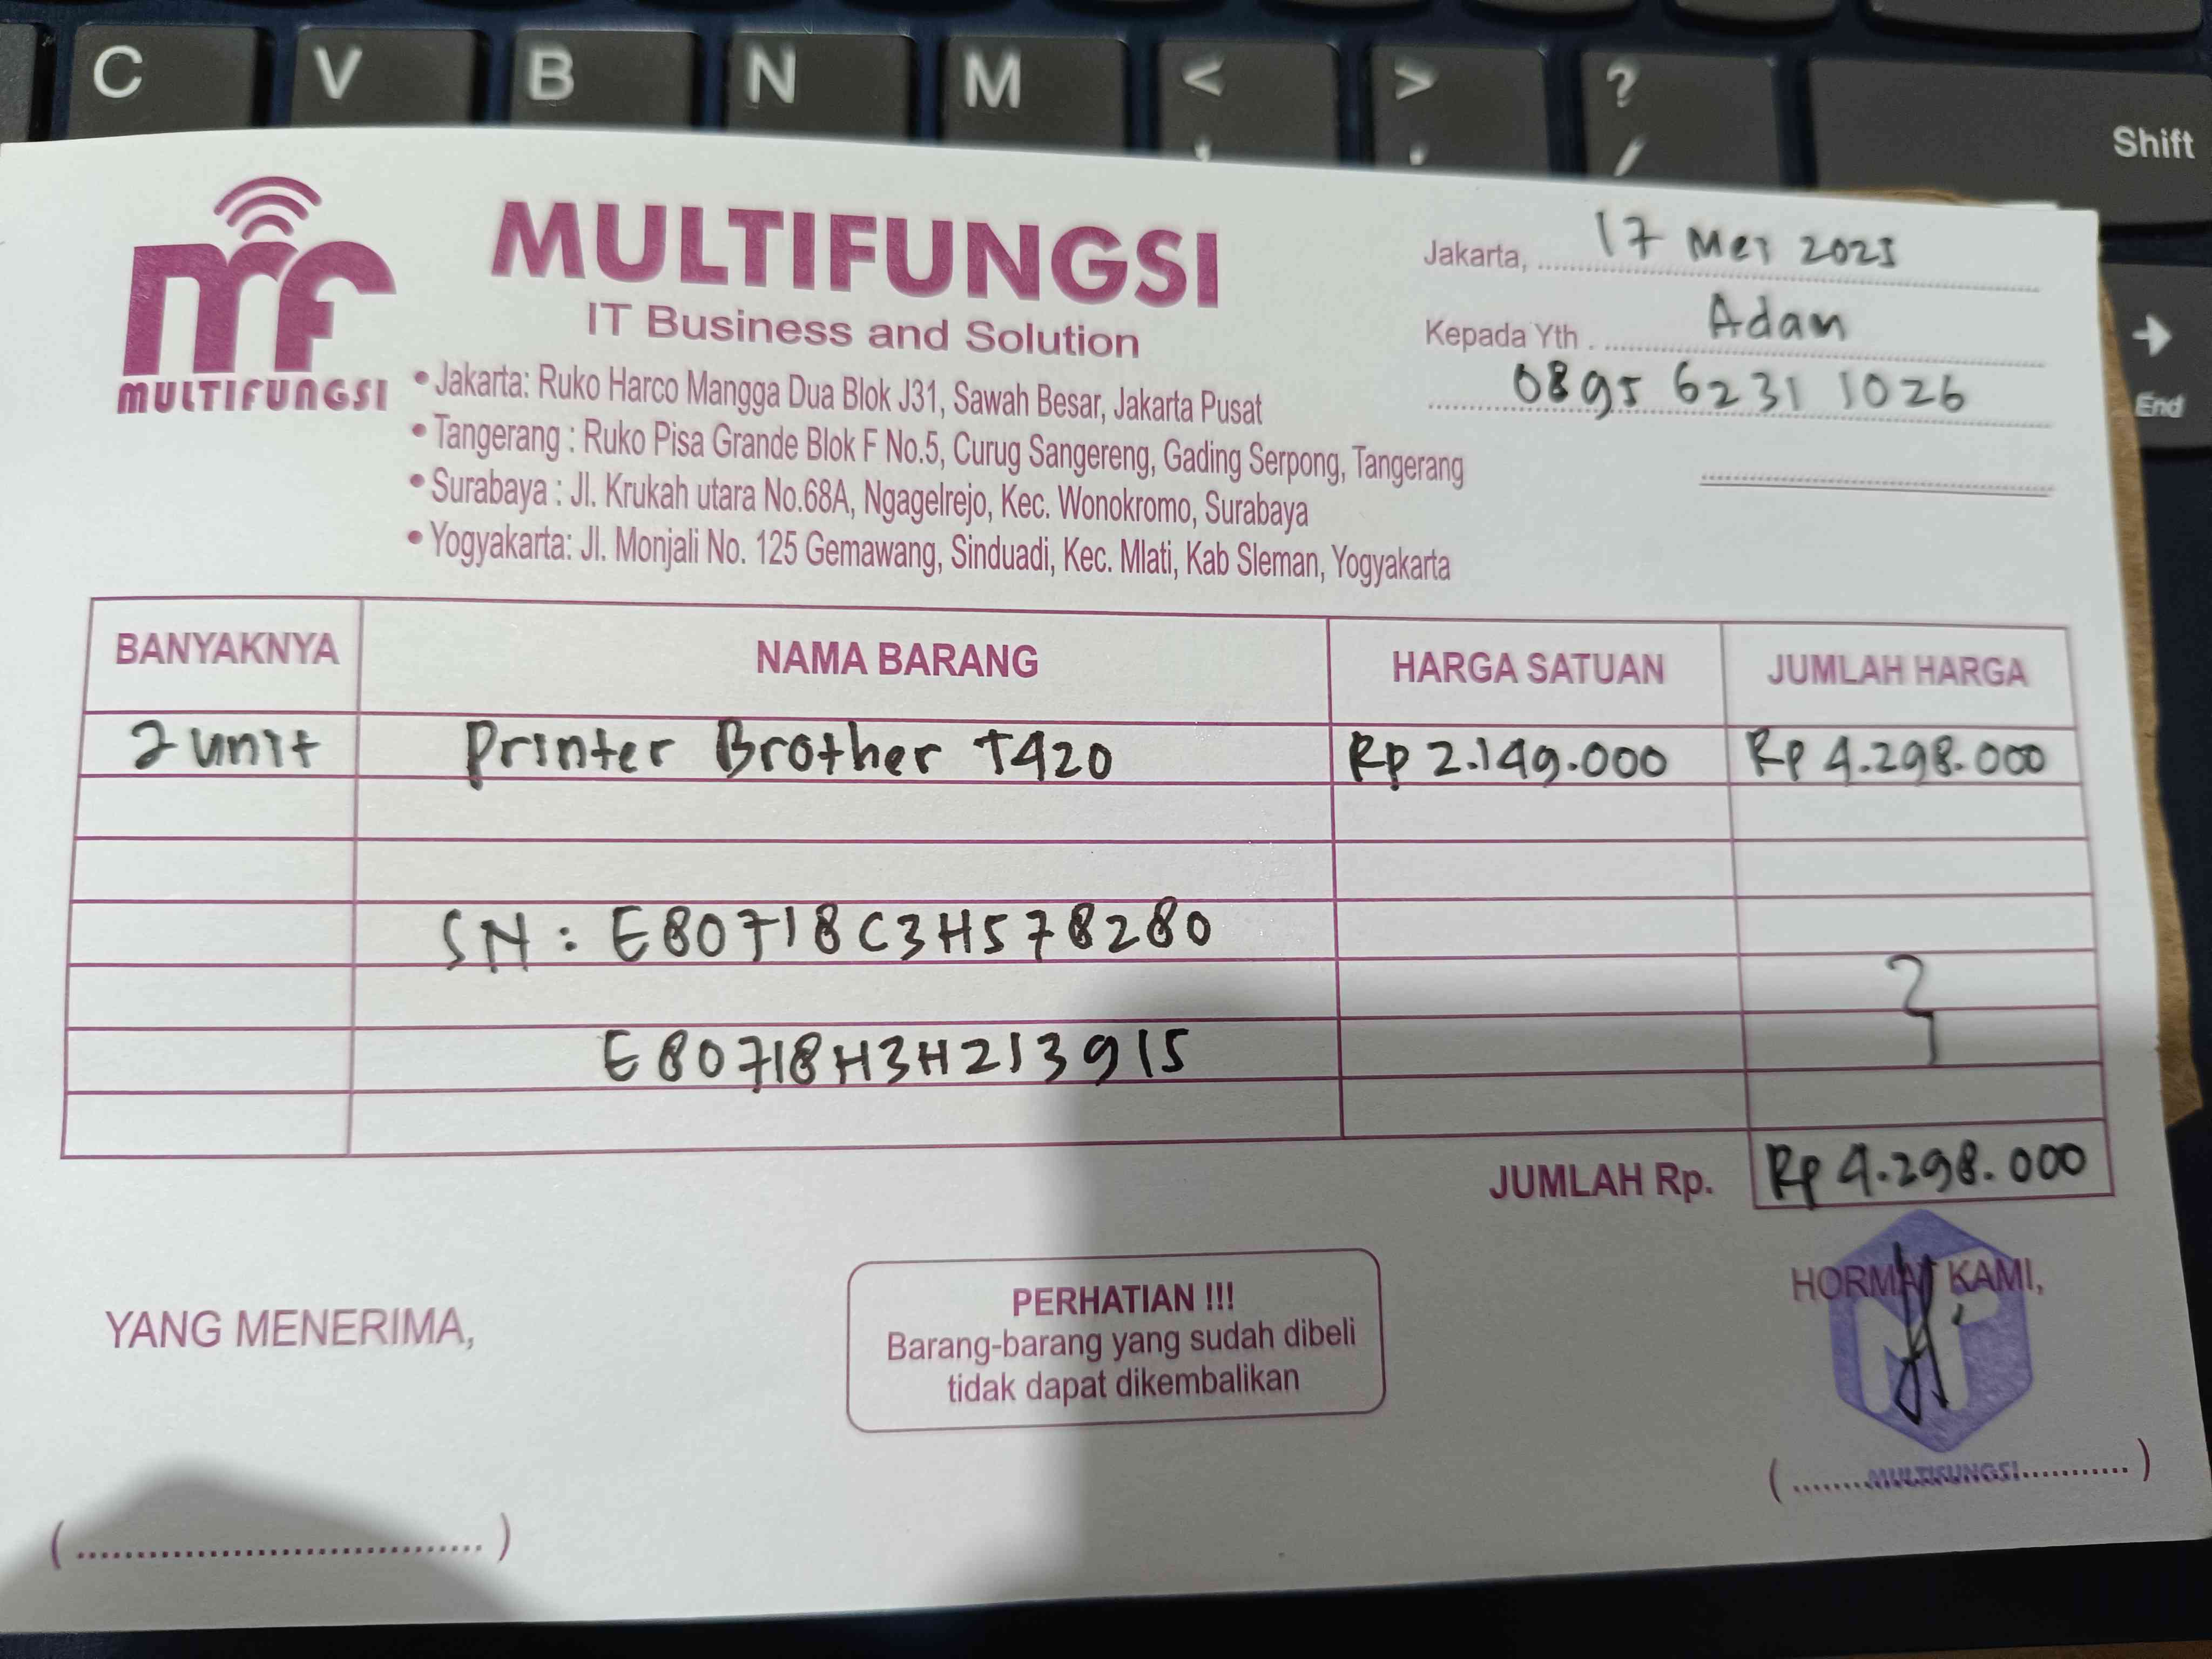 C V B N M < > ?
, . /
Shift
End
MULTIFUNGSI
MULTIFUNGSI
IT Business and Solution
• Jakarta: Ruko Harco Mangga Dua Blok J31, Sawah Besar, Jakarta Pusat
• Tangerang : Ruko Pisa Grande Blok F No.5, Curug Sangereng, Gading Serpong, Tangerang
• Surabaya : Jl. Krukah utara No.68A, Ngagelrejo, Kec. Wonokromo, Surabaya
• Yogyakarta: Jl. Monjali No. 125 Gemawang, Sinduadi, Kec. Mlati, Kab Sleman, Yogyakarta
Jakarta, 17 Mei 2025
Kepada Yth . Adam
0895 6231 1026
BANYAKNYA NAMA BARANG HARGA SATUAN JUMLAH HARGA
2 unit Printer Brother T420 Rp 2.149.000 Rp 4.298.000
SN : E80718C3H578280
E80718H3H213915
JUMLAH Rp. Rp 4.298.000
YANG MENERIMA,
PERHATIAN !!!
Barang-barang yang sudah dibeli
tidak dapat dikembalikan
HORMAT KAMI,
(..............................)
(.....MULTIFUNGSI.....)